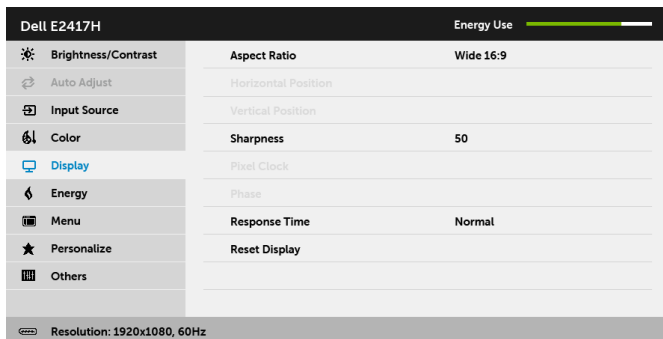 Dell E2417H Energy Use
Brightness/Contrast Aspect Ratio Wide 16:9
Auto Adjust Horizontal Position
Input Source Vertical Position
Color Sharpness 50
Display Pixel Clock
Energy Phase
Menu Response Time Normal
Personalize Reset Display
Others
Resolution: 1920x1080, 60Hz